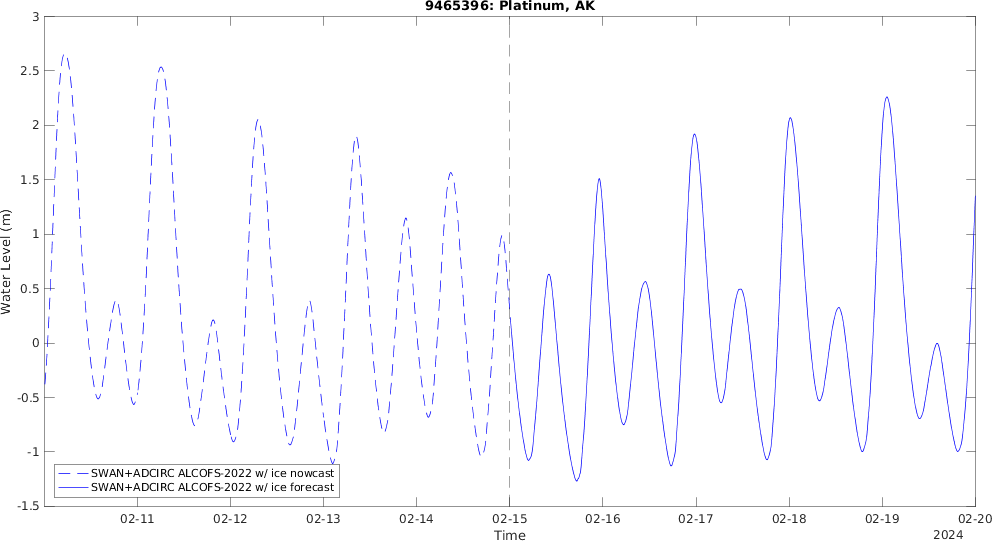 9465396: Platinum, AK
3
2.5
2
1.5
1
0.5
0
-0.5
-1
-1.5
Water Level (m)
SWAN+ADCIRC ALCOFS-2022 w/ ice nowcast
SWAN+ADCIRC ALCOFS-2022 w/ ice forecast
02-11 02-12 02-13 02-14 02-15 02-16 02-17 02-18 02-19 02-20
Time
2024